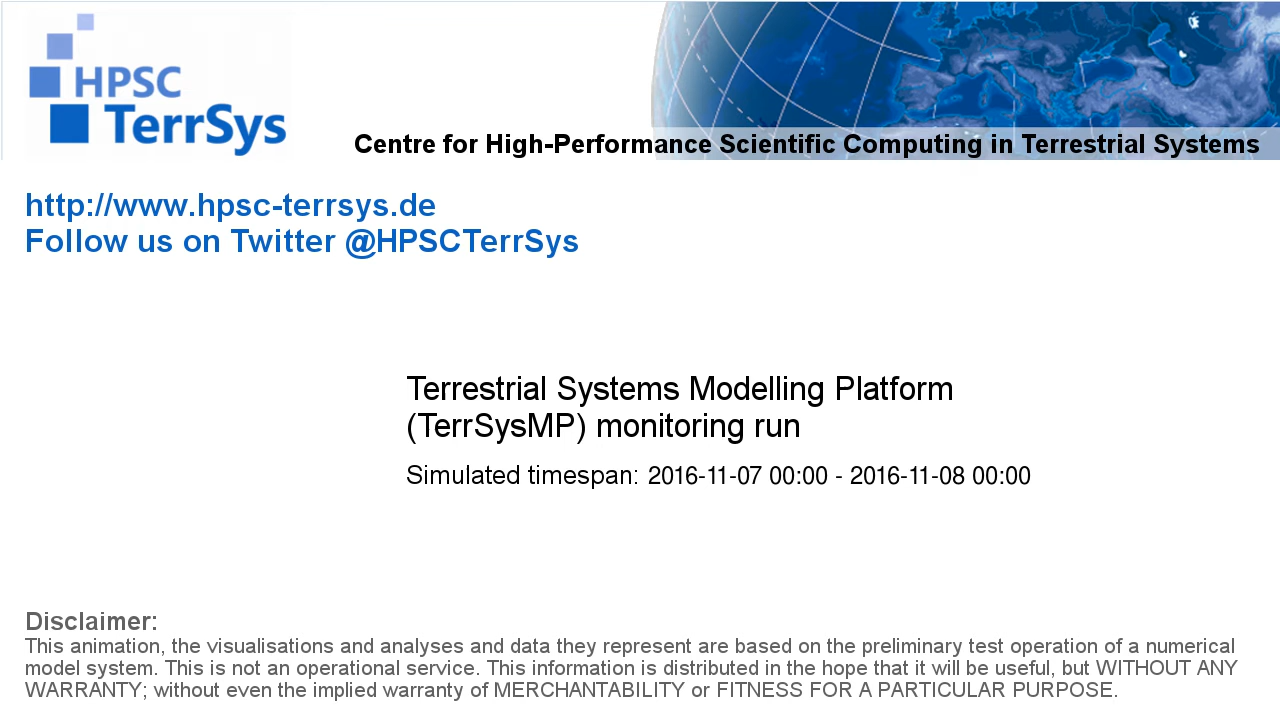 HPSC
TerrSys
Centre for High-Performance Scientific Computing in Terrestrial Systems
http://www.hpsc-terrsys.de
Follow us on Twitter @HPSCTerrSys
Terrestrial Systems Modelling Platform
(TerrSysMP) monitoring run
Simulated timespan: 2016-11-07 00:00 - 2016-11-08 00:00
Disclaimer:
This animation, the visualisations and analyses and data they represent are based on the preliminary test operation of a numerical
model system. This is not an operational service. This information is distributed in the hope that it will be useful, but WITHOUT ANY
WARRANTY; without even the implied warranty of MERCHANTABILITY or FITNESS FOR A PARTICULAR PURPOSE.